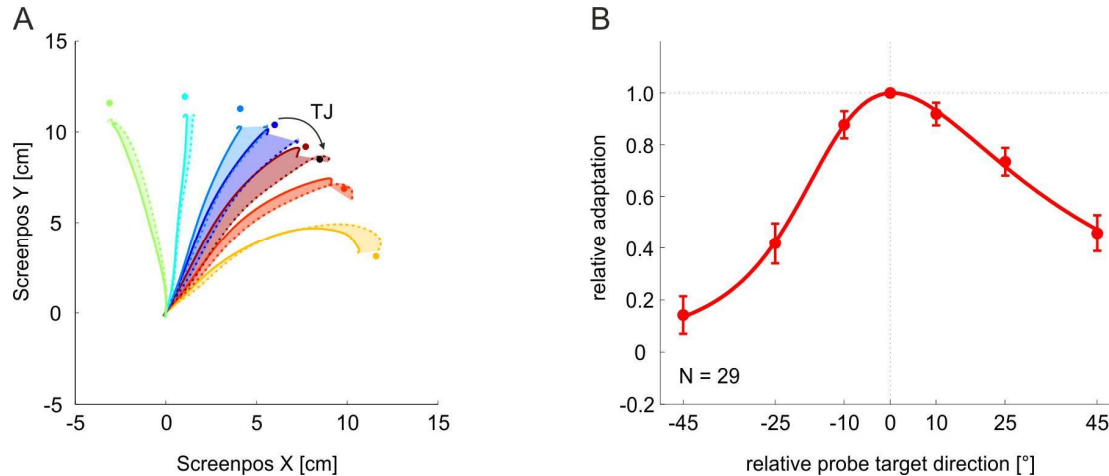 A
15
10
5
0
-5
-5 0 5 10 15
Screenpos Y [cm]
Screenpos X [cm]
TJ
B
1.0
0.8
0.6
0.4
0.2
0
-0.2
-45 -25 -10 0 10 25 45
relative adaptation
relative probe target direction [°]
N = 29